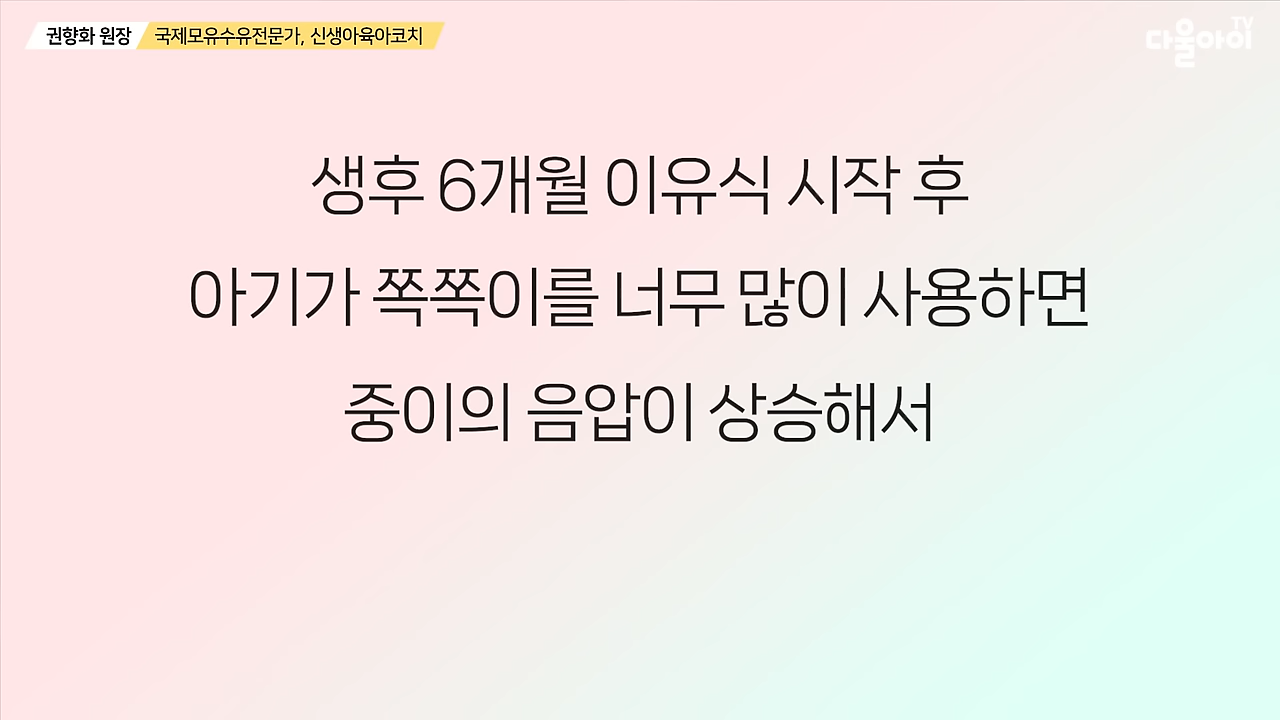 권향화 원장 국제모유수유전문가, 신생아육아코치
다울아이 TV
생후 6개월 이유식 시작 후
아기가 쪽쪽이를 너무 많이 사용하면
중이의 음압이 상승해서